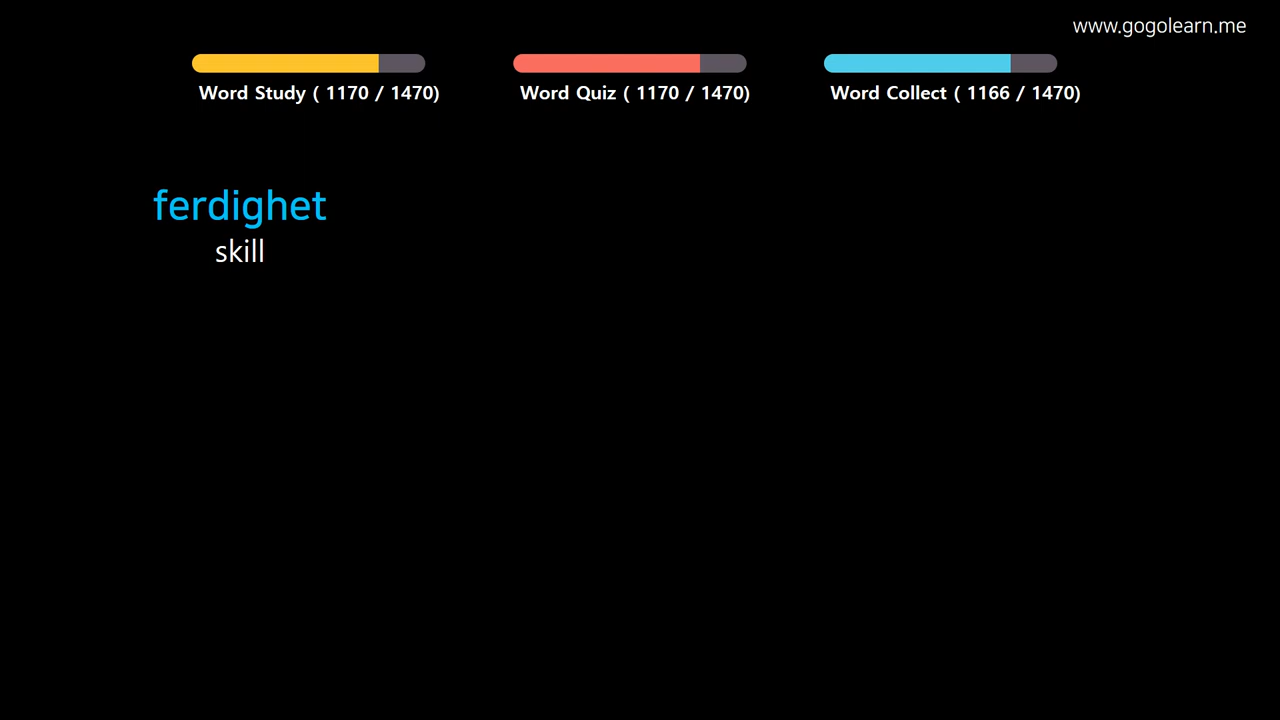 www.gogolearn.me
Word Study ( 1170 / 1470)
Word Quiz ( 1170 / 1470)
Word Collect ( 1166 / 1470)
ferdighet
skill